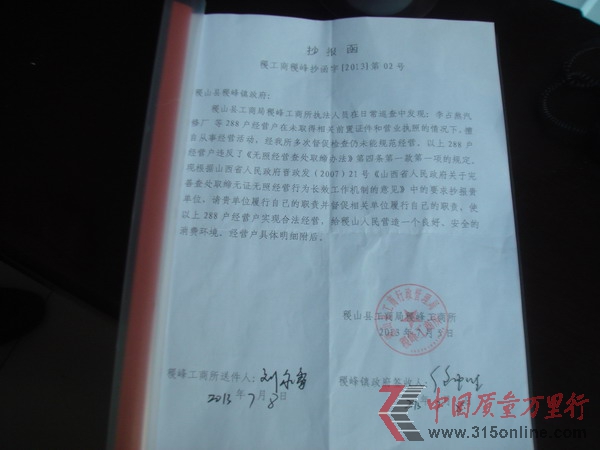 抄报函
稷工商稷峰抄函字[2013]第02号
稷山县稷峰镇政府:
稷山县工商局稷峰工商所执法人员在日常巡查中发现:李占燕汽
修厂 等288户经营户在未取得相关前置证件和营业执照的情况下,擅
自从事经营活动,经我所多次督促检查仍未能规范经营,以上288户
经营户违反了《无照经营查处取缔办法》第四条第一款第一项的规定,
现根据山西省人民政府晋政发(2007)21号《山西省人民政府关于完
善查处取缔无证无照经营行为长效工作机制的意见》中的要求抄报贵
单位,请贵单位履行自己的职责并督促相关单位履行自己的职责,使
以上288户经营户实现合法经营,给稷山人民营造一个良好、安全的
消费环境,经营户具体明细附后。
稷山县工商局稷峰工商所
2013年7月5日
稷峰工商所送件人:刘
2013年7月8日
稷峰镇政府签收人:
中国质量万里行
www.315online.com